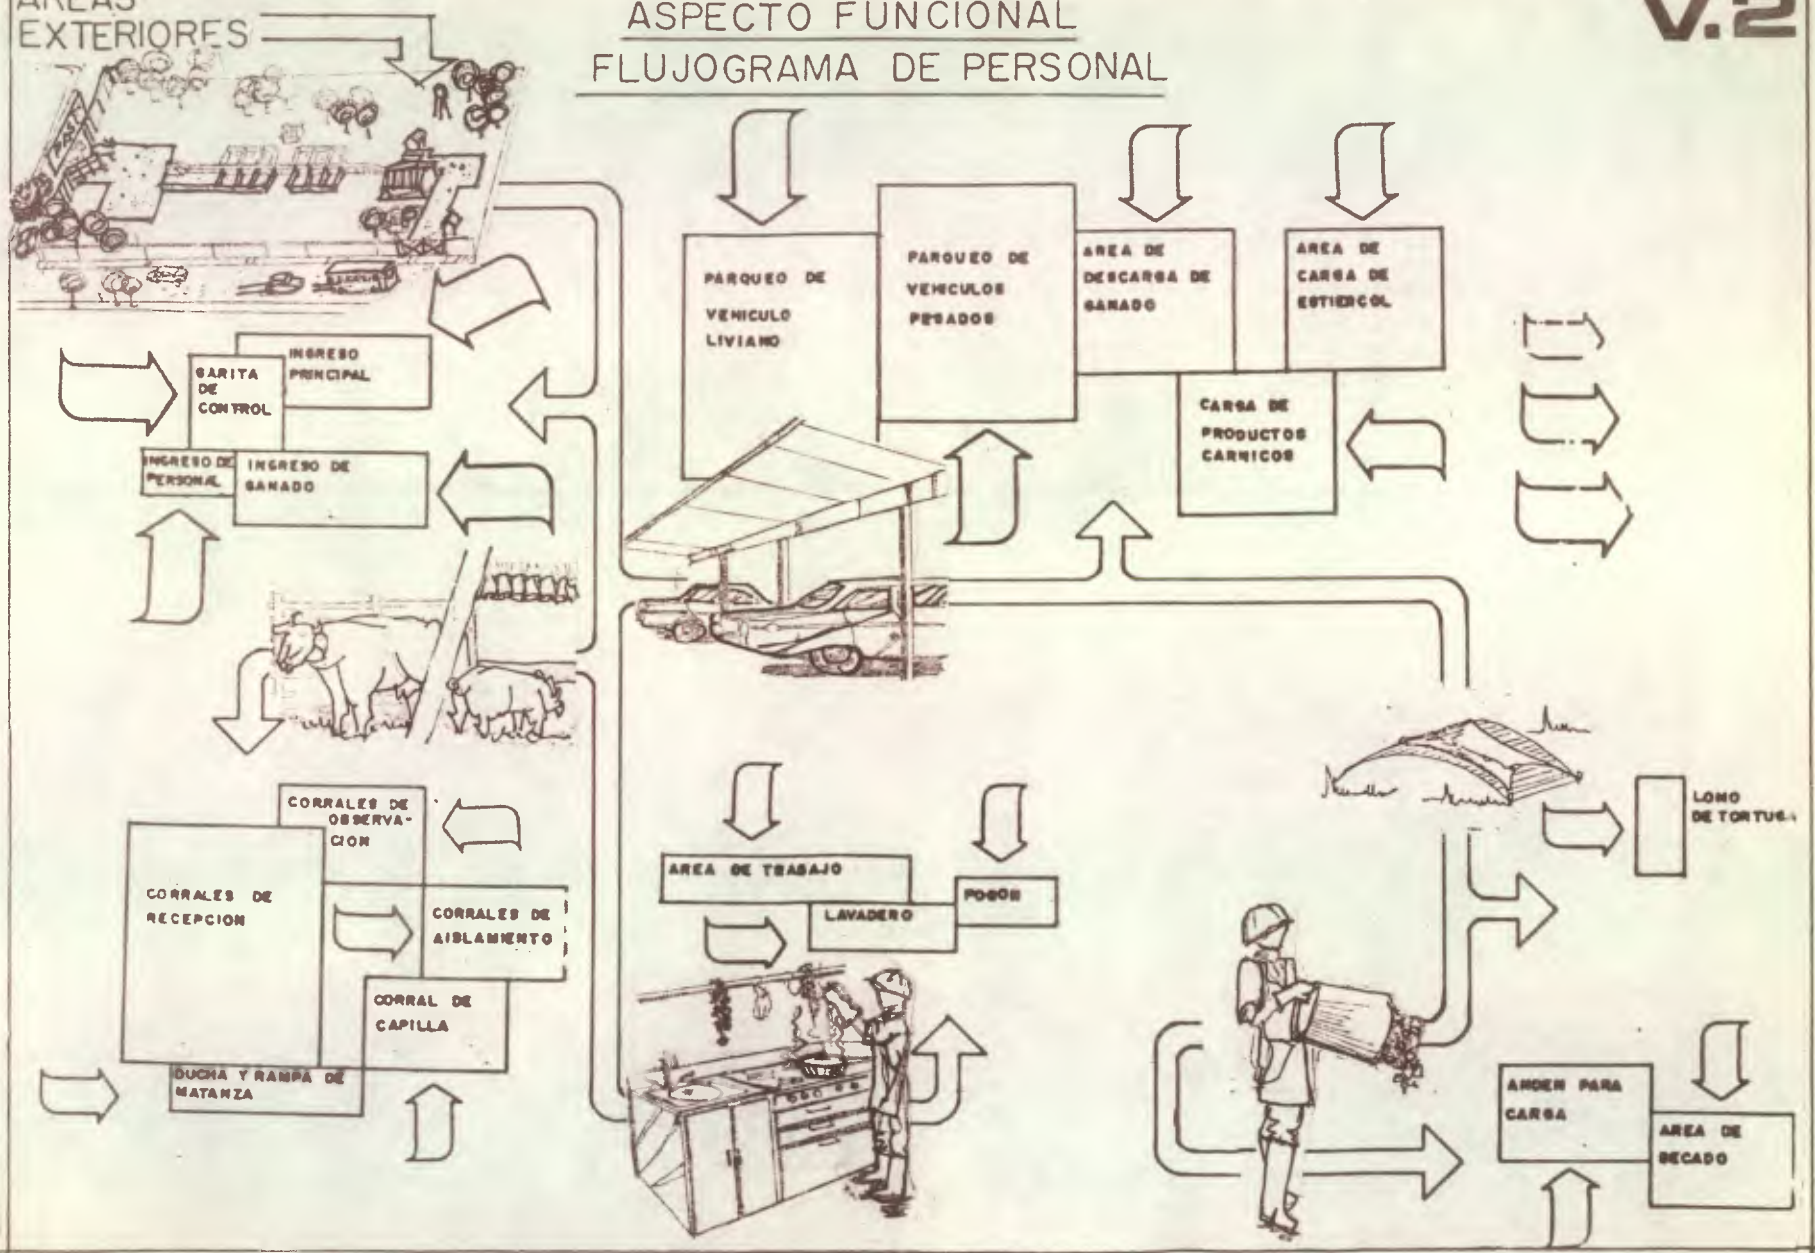 AREAS
EXTERIORES
ASPECTO FUNCIONAL
FLUJOGRAMA DE PERSONAL
V.2
INGRESO
PRINCIPAL
GARITA
DE
CONTROL
INGRESO DE
PERSONAL
INGRESO DE
GANADO
PARQUEO DE
VEHICULO
LIVIANO
PARQUEO DE
VEHICULOS
PESADOS
AREA DE
DESCARGA DE
GANADO
AREA DE
CARGA DE
ESTIERCOL
CARGA DE
PRODUCTOS
CARNICOS
CORRALES DE
OBSERVA-
CION
CORRALES DE
RECEPCION
CORRALES DE
AISLAMIENTO
CORRAL DE
CAPILLA
DUCHA Y RAMPA DE
MATANZA
AREA DE TRABAJO
LAVADERO
POGON
LOMO
DE TORTUGA
ANDEN PARA
CARGA
AREA DE
SECADO